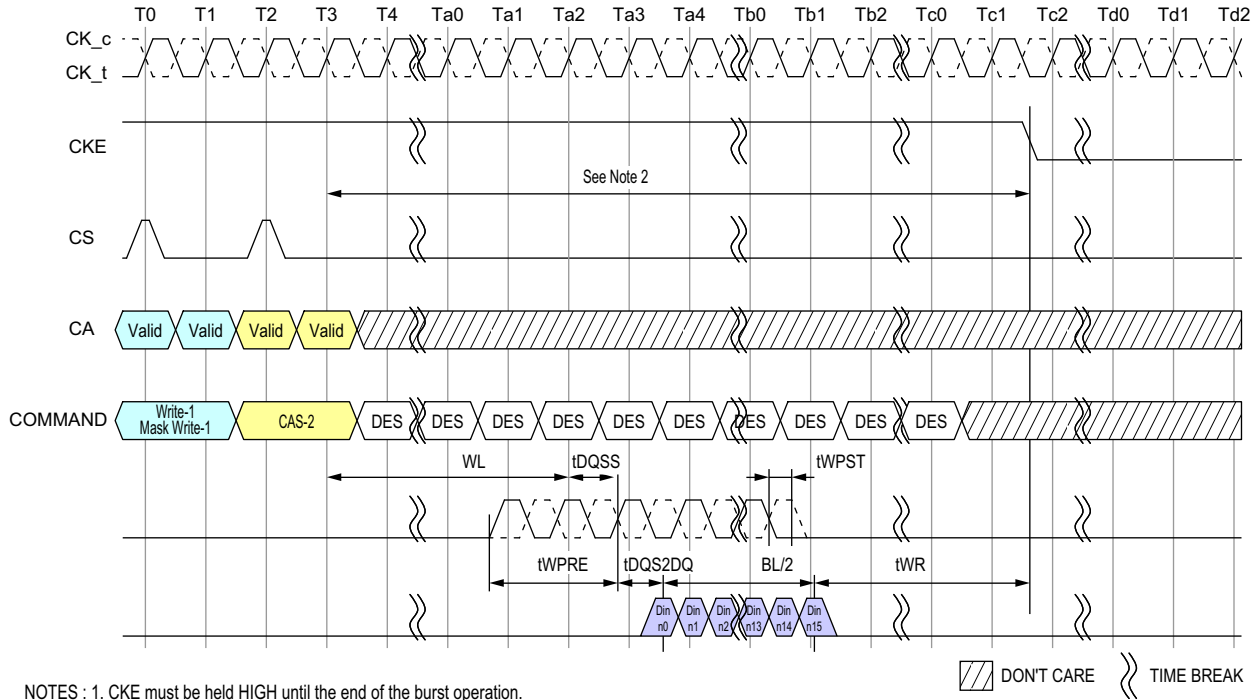 T0 T1 T2 T3 T4 Ta0 Ta1 Ta2 Ta3 Ta4 Tb0 Tb1 Tb2 Tc0 Tc1 Tc2 Td0 Td1 Td2
CK_c
CK_t
CKE
See Note 2
CS
CA Valid Valid Valid Valid
COMMAND Write-1 Mask Write-1 CAS-2 DES DES DES DES DES DES DES DES DES DES
WL tDQSS tWPST
tWPRE tDQS2DQ BL/2 tWR
Din n0 Din n1 Din n2 Din n13 Din n14 Din n15
DON'T CARE TIME BREAK
NOTES : 1. CKE must be held HIGH until the end of the burst operation.